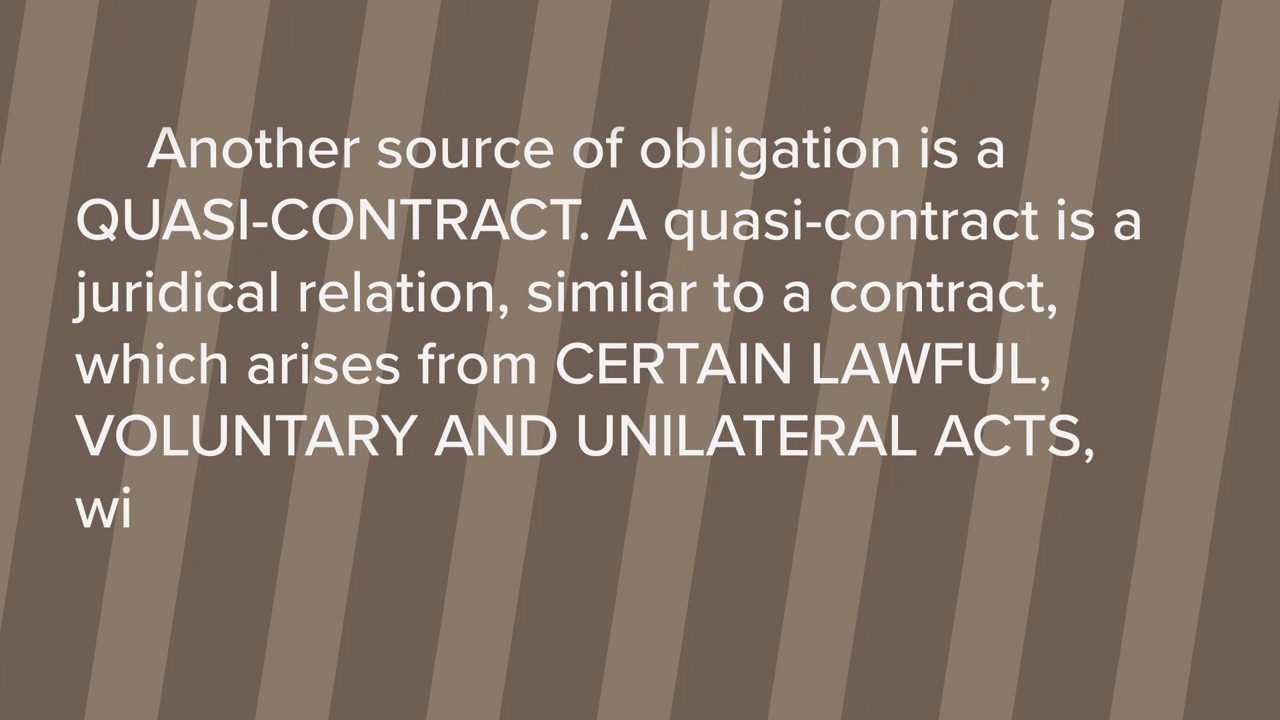 Another source of obligation is a
QUASI-CONTRACT. A quasi-contract is a
juridical relation, similar to a contract,
which arises from CERTAIN LAWFUL,
VOLUNTARY AND UNILATERAL ACTS,
wi